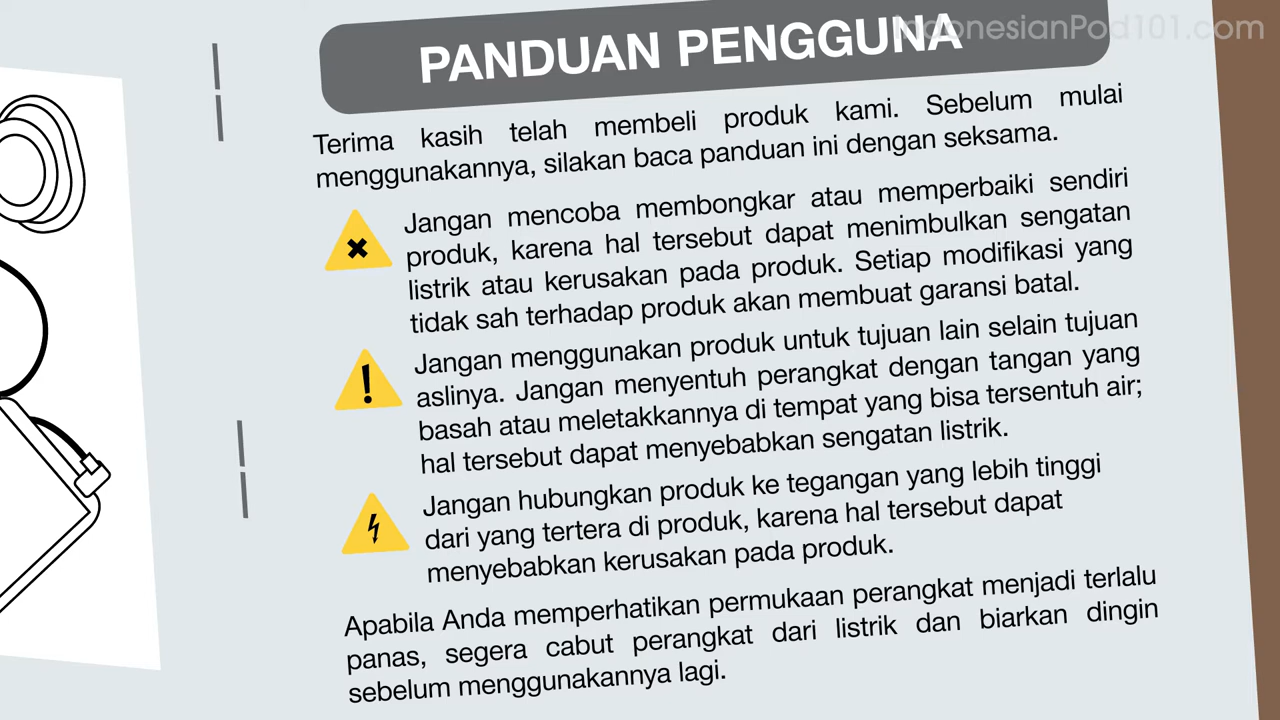 IndonesianPod101.com
PANDUAN PENGGUNA
Terima kasih telah membeli produk kami. Sebelum mulai
menggunakannya, silakan baca panduan ini dengan seksama.
Jangan mencoba membongkar atau memperbaiki sendiri
produk, karena hal tersebut dapat menimbulkan sengatan
listrik atau kerusakan pada produk. Setiap modifikasi yang
tidak sah terhadap produk akan membuat garansi batal.
Jangan menggunakan produk untuk tujuan lain selain tujuan
aslinya. Jangan menyentuh perangkat dengan tangan yang
basah atau meletakkannya di tempat yang bisa tersentuh air;
hal tersebut dapat menyebabkan sengatan listrik.
Jangan hubungkan produk ke tegangan yang lebih tinggi
dari yang tertera di produk, karena hal tersebut dapat
menyebabkan kerusakan pada produk.
Apabila Anda memperhatikan permukaan perangkat menjadi terlalu
panas, segera cabut perangkat dari listrik dan biarkan dingin
sebelum menggunakannya lagi.